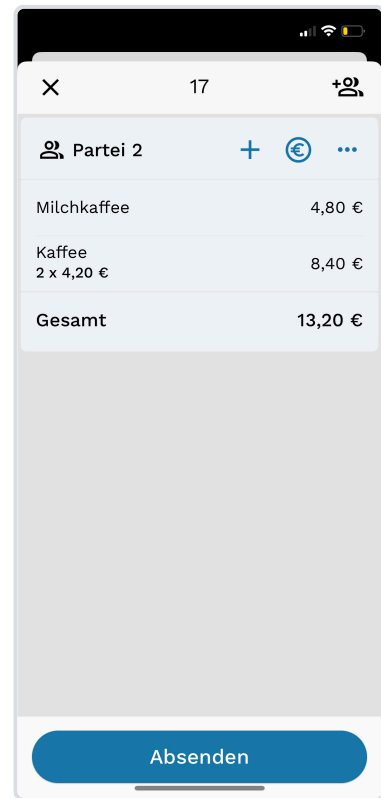 17
Partei 2
Milchkaffee 4,80 €
Kaffee
2 x 4,20 € 8,40 €
Gesamt 13,20 €
Absenden